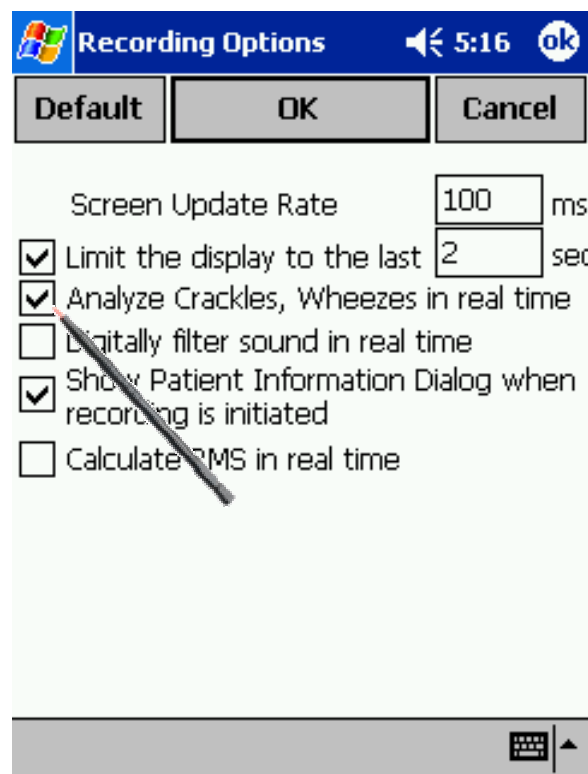 Recording Options 5:16 ok
Default OK Cancel
Screen Update Rate 100 ms
Limit the display to the last 2 sec
Analyze Crackles, Wheezes in real time
Digitally filter sound in real time
Show Patient Information Dialog when
recording is initiated
Calculate RMS in real time